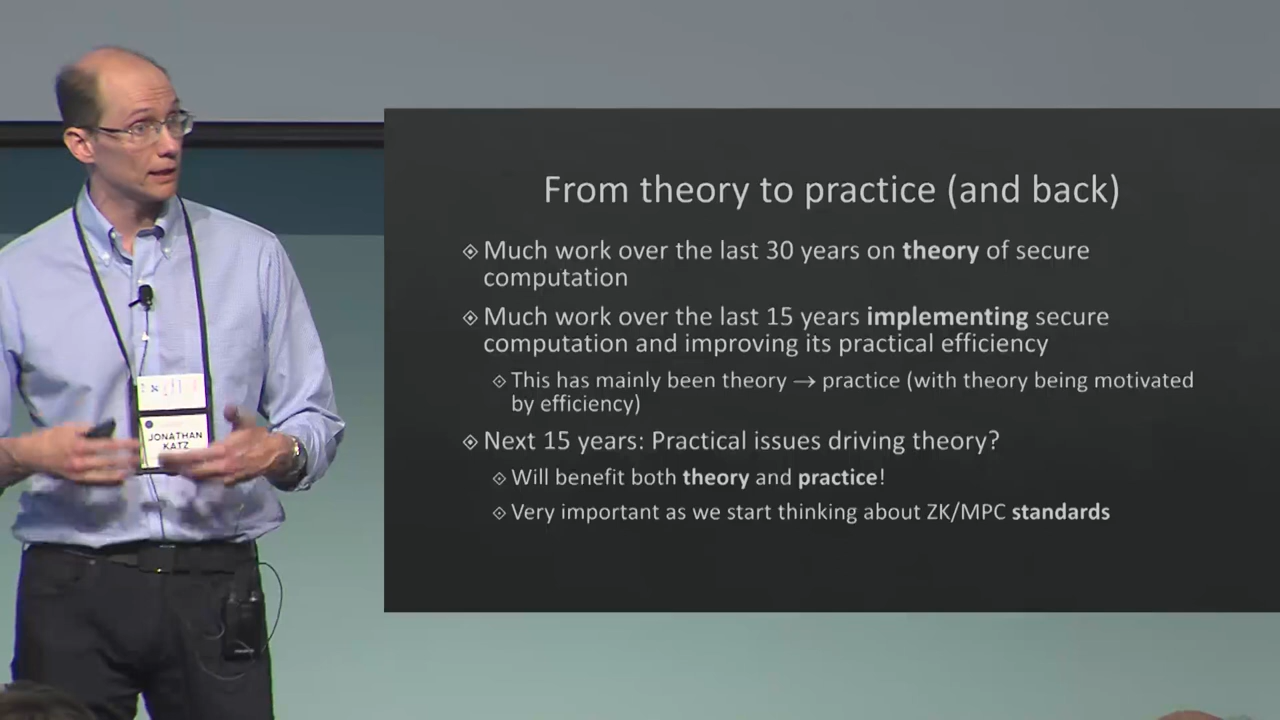 From theory to practice (and back)
Much work over the last 30 years on theory of secure
computation
Much work over the last 15 years implementing secure
computation and improving its practical efficiency
This has mainly been theory → practice (with theory being motivated
by efficiency)
Next 15 years: Practical issues driving theory?
Will benefit both theory and practice!
Very important as we start thinking about ZK/MPC standards
JONATHAN
KATZ